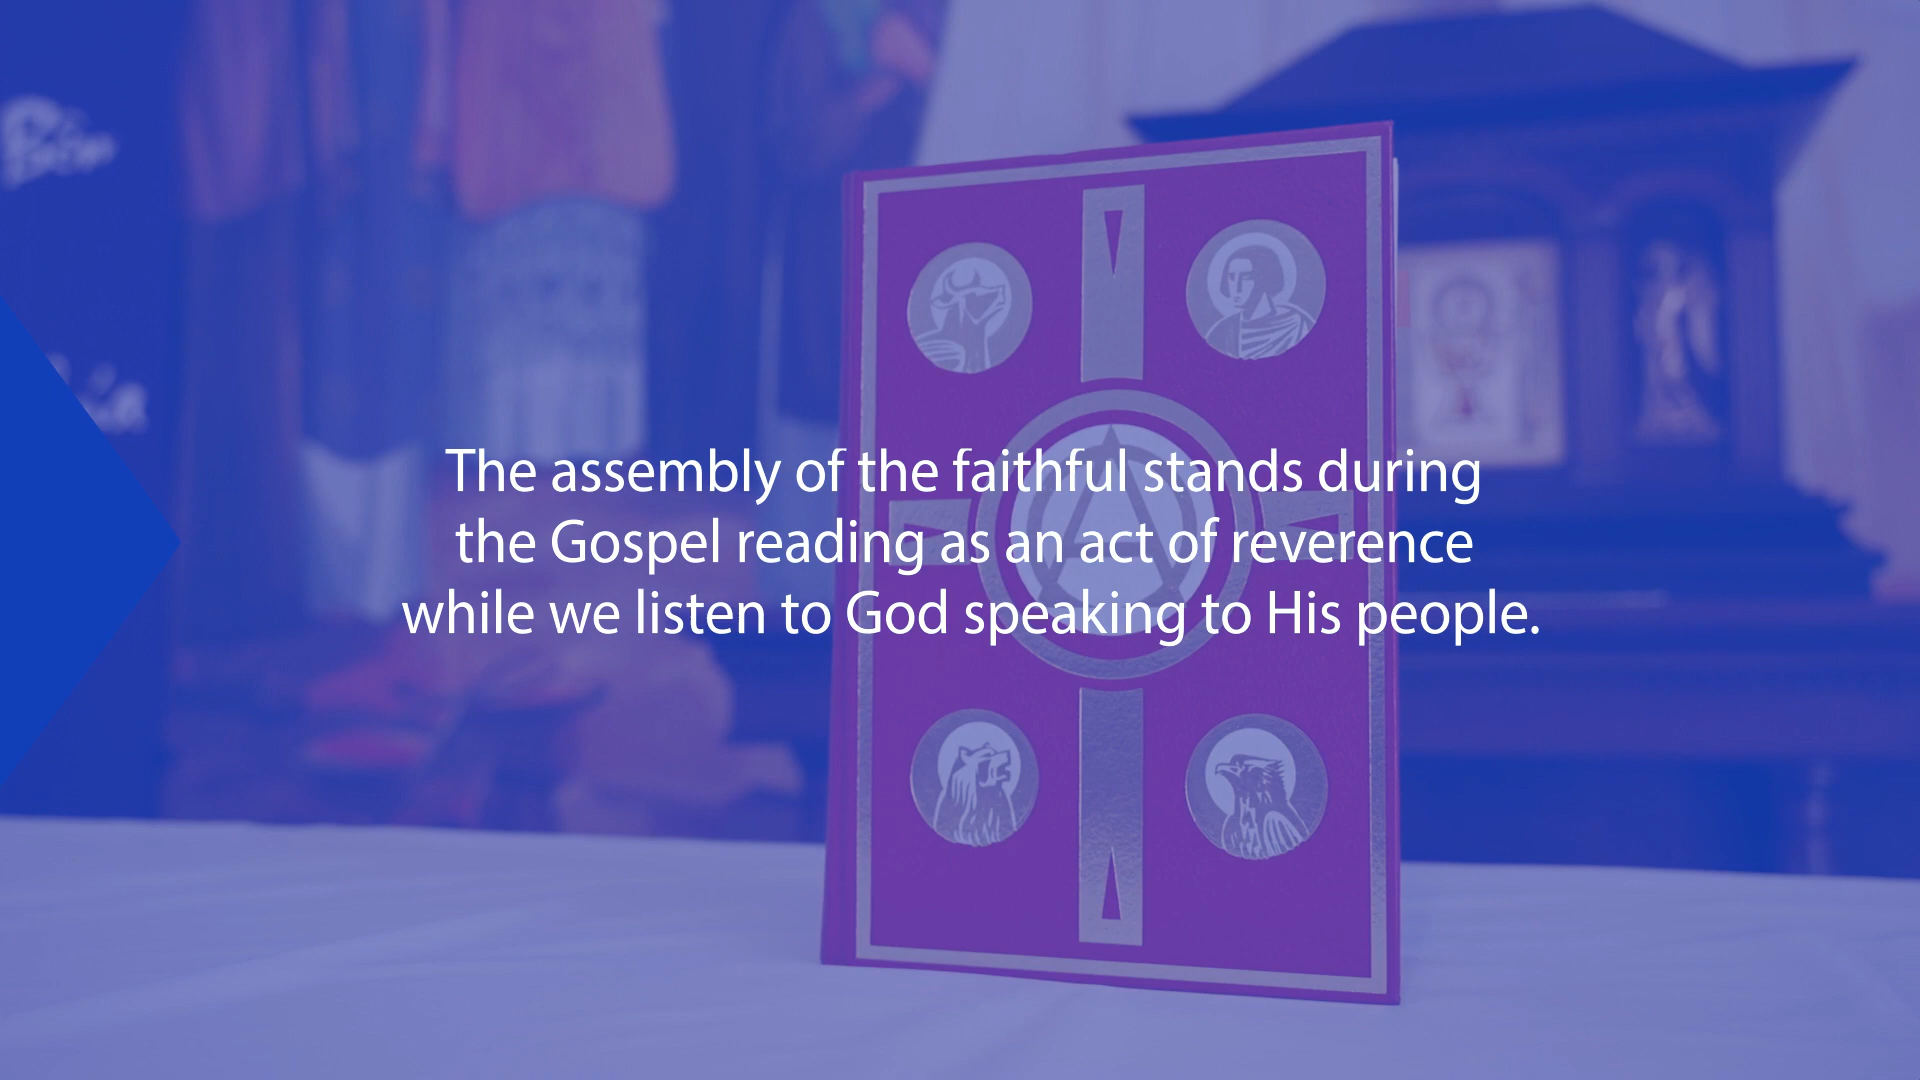 The assembly of the faithful stands during
the Gospel reading as an act of reverence
while we listen to God speaking to His people.